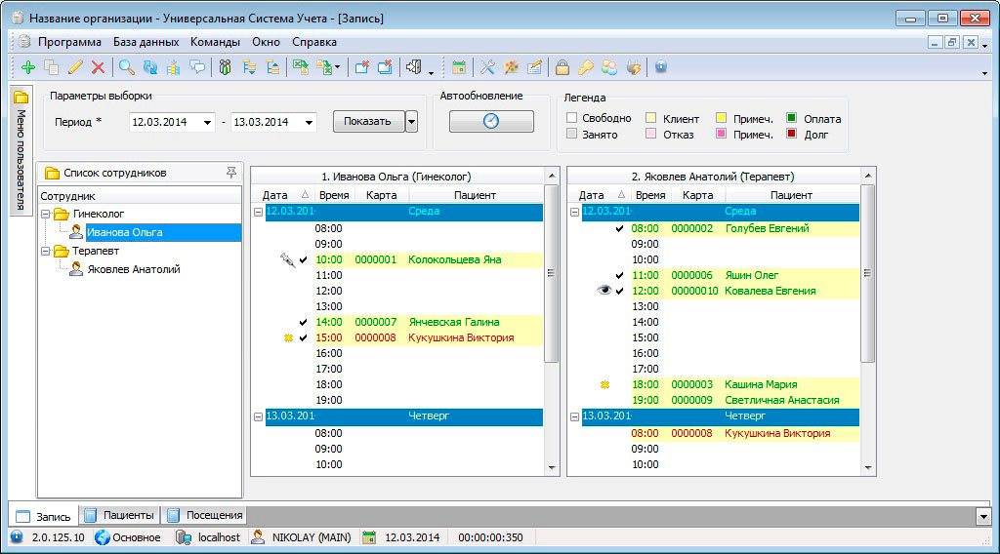 Название организации - Универсальная Система Учета - [Запись]
Программа База данных Команды Окно Справка
Меню пользователя
Параметры выборки
Период * 12.03.2014 - 13.03.2014 Показать
Автообновление
Легенда
Свободно Клиент Примеч. Оплата
Занято Отказ Примеч. Долг
Список сотрудников
Сотрудник
Гинеколог
Иванова Ольга
Терапевт
Яковлев Анатолий
1. Иванова Ольга (Гинеколог)
Дата Время Карта Пациент
12.03.201 Среда
08:00
09:00
10:00 0000001 Колокольцева Яна
11:00
12:00
13:00
14:00 0000007 Янчевская Галина
15:00 0000008 Кукушкина Виктория
16:00
17:00
18:00
19:00
13.03.201 Четверг
08:00
09:00
10:00
2. Яковлев Анатолий (Терапевт)
Дата Время Карта Пациент
12.03.201 Среда
08:00 0000002 Голубев Евгений
09:00
10:00
11:00 0000006 Яшин Олег
12:00 00000010 Ковалева Евгения
13:00
14:00
15:00
16:00
17:00
18:00 0000003 Кашина Мария
19:00 0000009 Светличная Анастасия
13.03.201 Четверг
08:00 0000008 Кукушкина Виктория
09:00
10:00
Запись Пациенты Посещения
2.0.125.10 Основное localhost NIKOLAY (MAIN) 12.03.2014 00:00:00:350